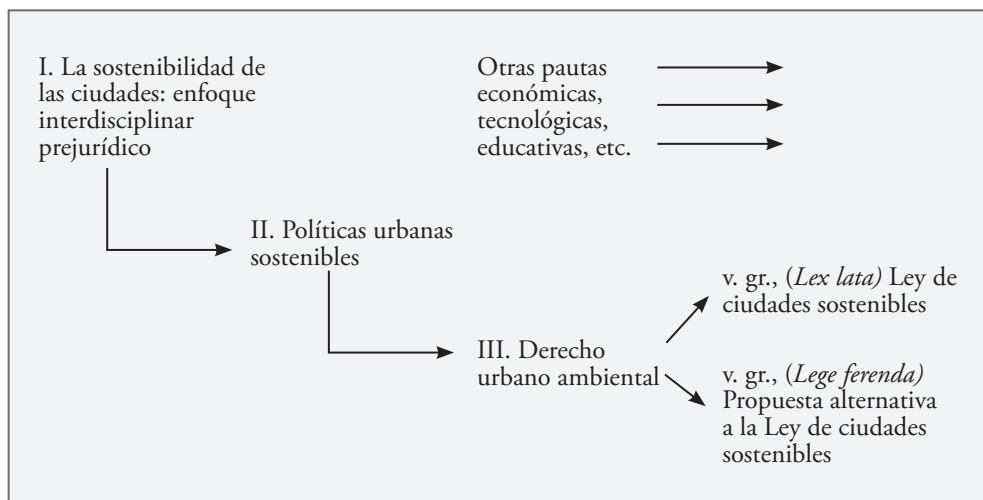 I. La sostenibilidad de
las ciudades: enfoque
interdisciplinar
prejurídico
Otras pautas
económicas,
tecnológicas,
educativas, etc.
II. Políticas urbanas
sostenibles
III. Derecho
urbano ambiental
v. gr., (Lex lata) Ley de
ciudades sostenibles
v. gr., (Lege ferenda)
Propuesta alternativa
a la Ley de ciudades
sostenibles